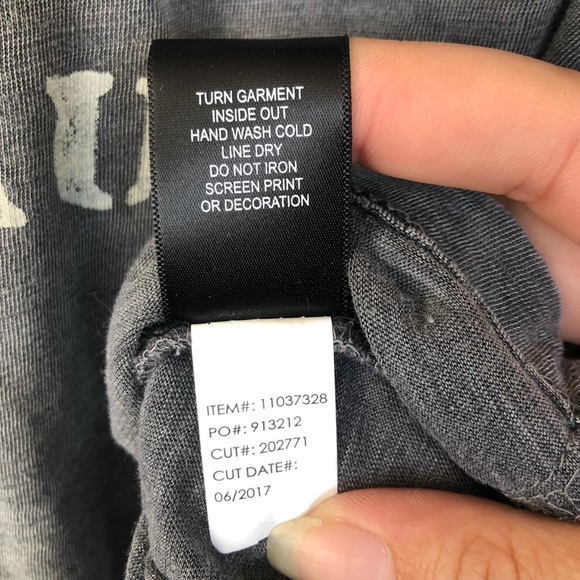 TURN GARMENT
INSIDE OUT
HAND WASH COLD
LINE DRY
DO NOT IRON
SCREEN PRINT
OR DECORATION
ITEM#: 11037328
PO#: 913212
CUT#: 202771
CUT DATE#:
06/2017